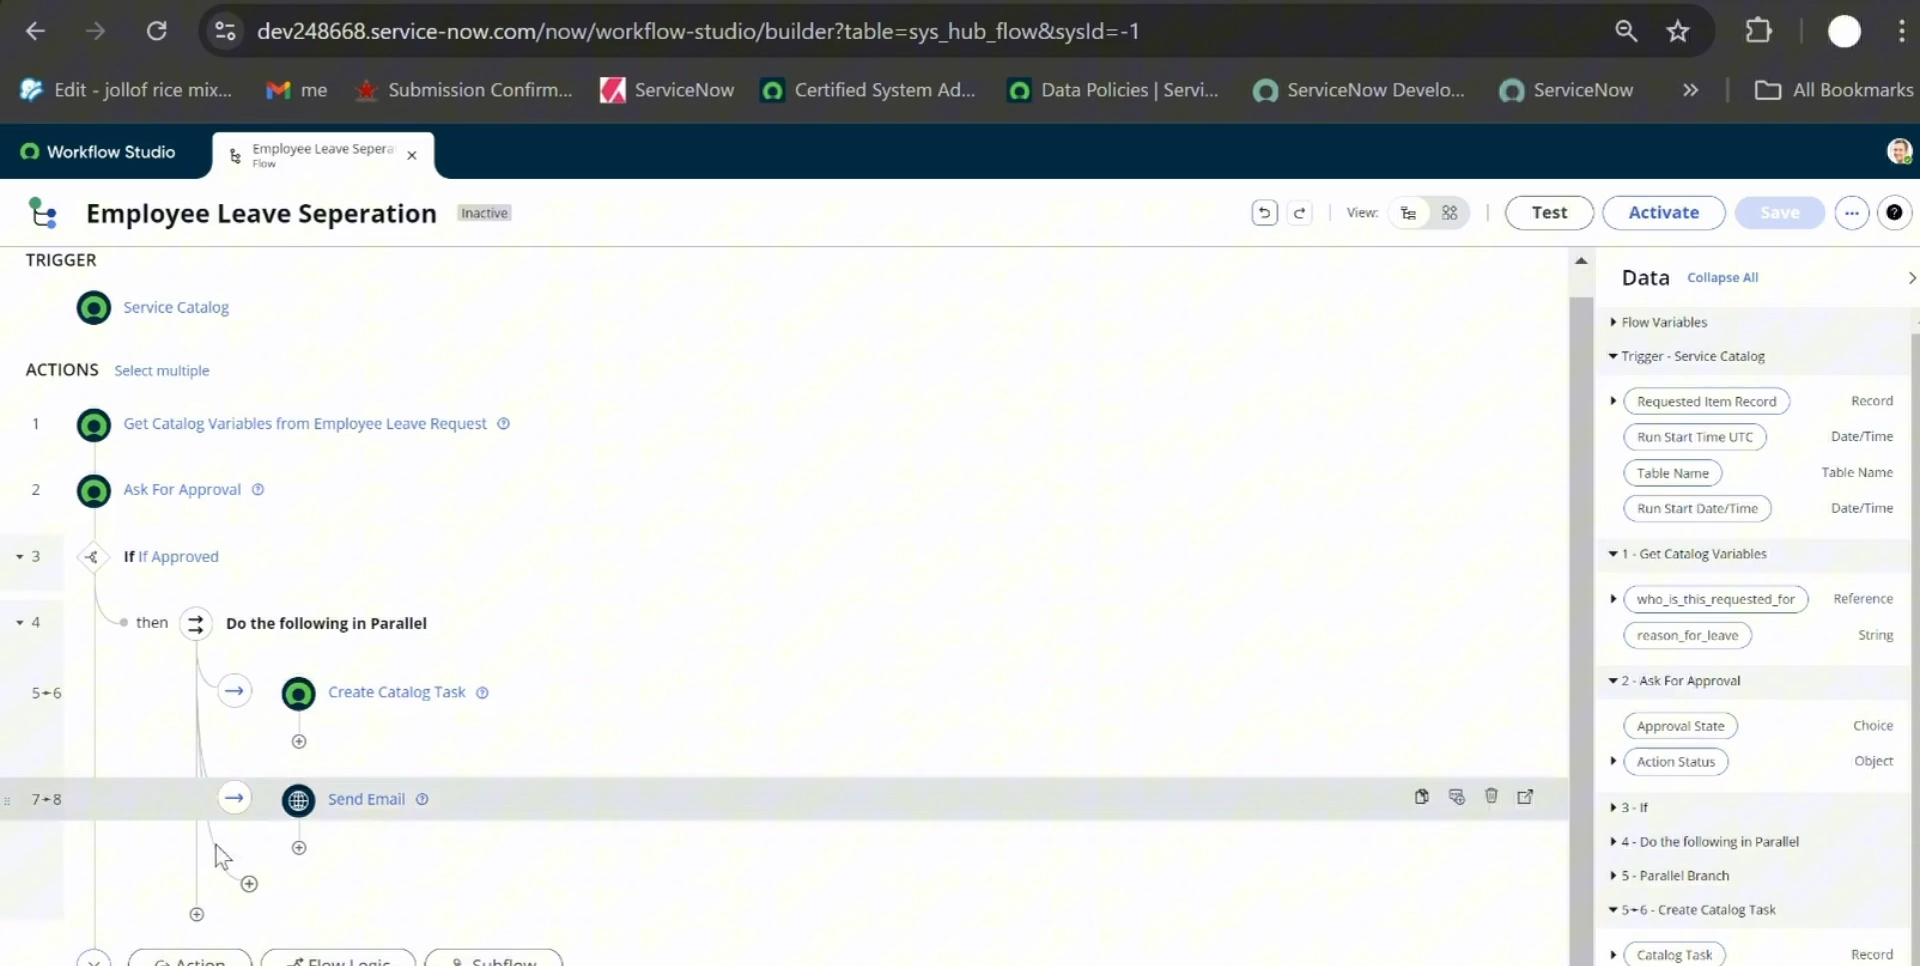 dev248668.service-now.com/now/workflow-studio/builder?table=sys_hub_flow&sysId=-1
Edit - jollof rice mix... me Submission Confirm... ServiceNow Certified System Ad... Data Policies | Servi... ServiceNow Develo... ServiceNow » All Bookmarks
Workflow Studio
Employee Leave Sepera
Flow
Employee Leave Seperation Inactive
View: Test Activate Save
TRIGGER
Service Catalog
ACTIONS Select multiple
1 Get Catalog Variables from Employee Leave Request
2 Ask For Approval
3 If If Approved
4 then Do the following in Parallel
5-6 Create Catalog Task
7-8 Send Email
Action Flow Logic Subflow
Data Collapse All
Flow Variables
Trigger - Service Catalog
Requested Item Record Record
Run Start Time UTC Date/Time
Table Name Table Name
Run Start Date/Time Date/Time
1 - Get Catalog Variables
who_is_this_requested_for Reference
reason_for_leave String
2 - Ask For Approval
Approval State Choice
Action Status Object
3 - If
4 - Do the following in Parallel
5 - Parallel Branch
5-6 - Create Catalog Task
Catalog Task Record